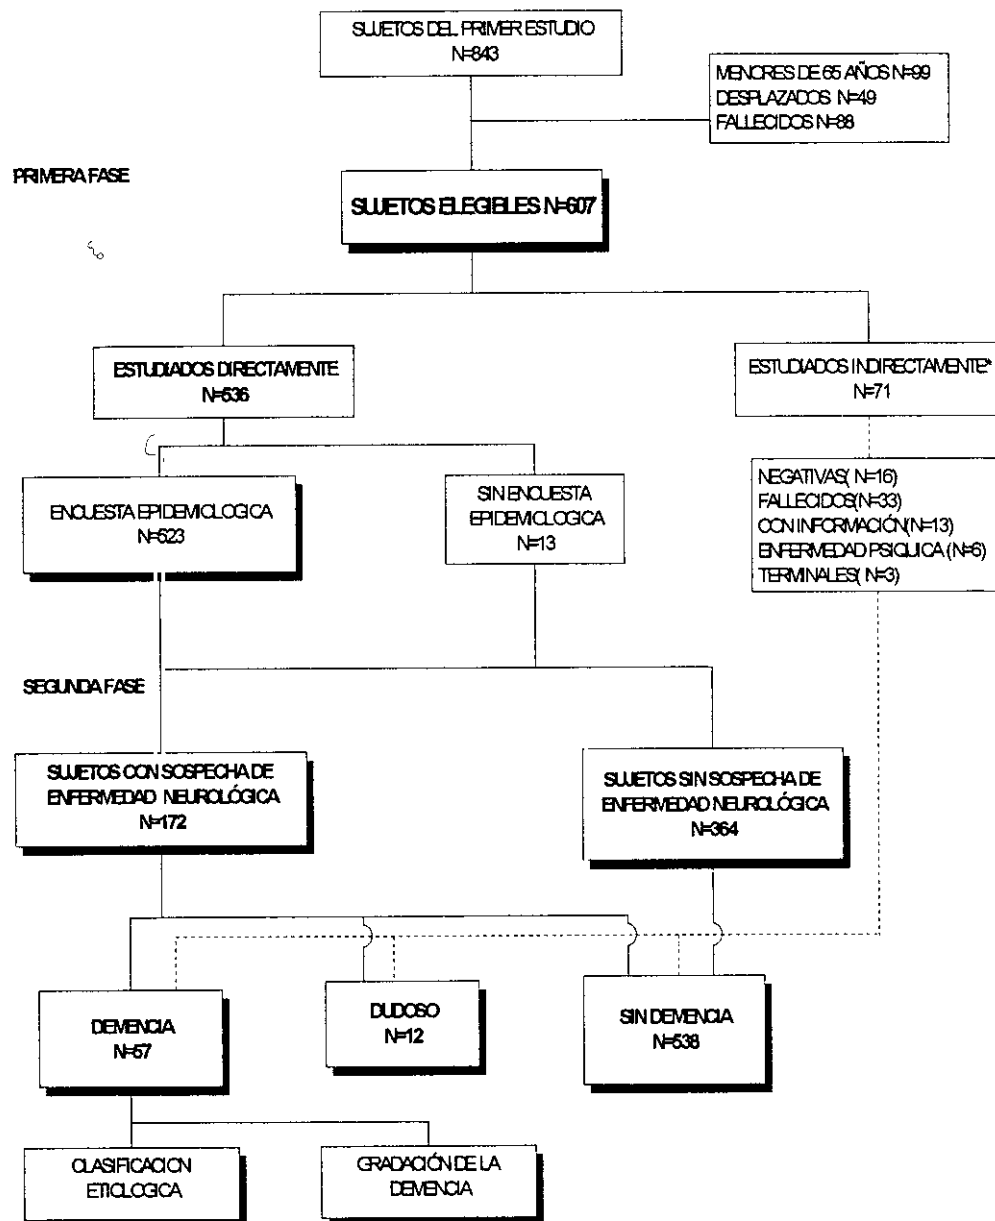 SUJETOS DEL PRIMER ESTUDIO
N=843
MENORES DE 65 AÑOS N=99
DESPLAZADOS N=49
FALLECIDOS N=88
PRIMERA FASE
SUJETOS ELEGIBLES N=607
ESTUDIADOS DIRECTAMENTE
N=536
ESTUDIADOS INDIRECTAMENTE*
N=71
ENCUESTA EPIDEMIOLOGICA
N=523
SIN ENCUESTA
EPIDEMIOLOGICA
N=13
NEGATIVAS( N=16)
FALLECIDOS(N=33)
CON INFORMACIÓN(N=13)
ENFERMEDAD PSIQUICA (N=6)
TERMINALES( N=3)
SEGUNDA FASE
SUJETOS CON SOSPECHA DE
ENFERMEDAD NEUROLÓGICA
N=172
SUJETOS SIN SOSPECHA DE
ENFERMEDAD NEUROLÓGICA
N=364
DEMENCIA
N=57
DUDOSO
N=12
SIN DEMENCIA
N=538
CLASIFICACION
ETIOLOGICA
GRADACIÓN DE LA
DEMENCIA